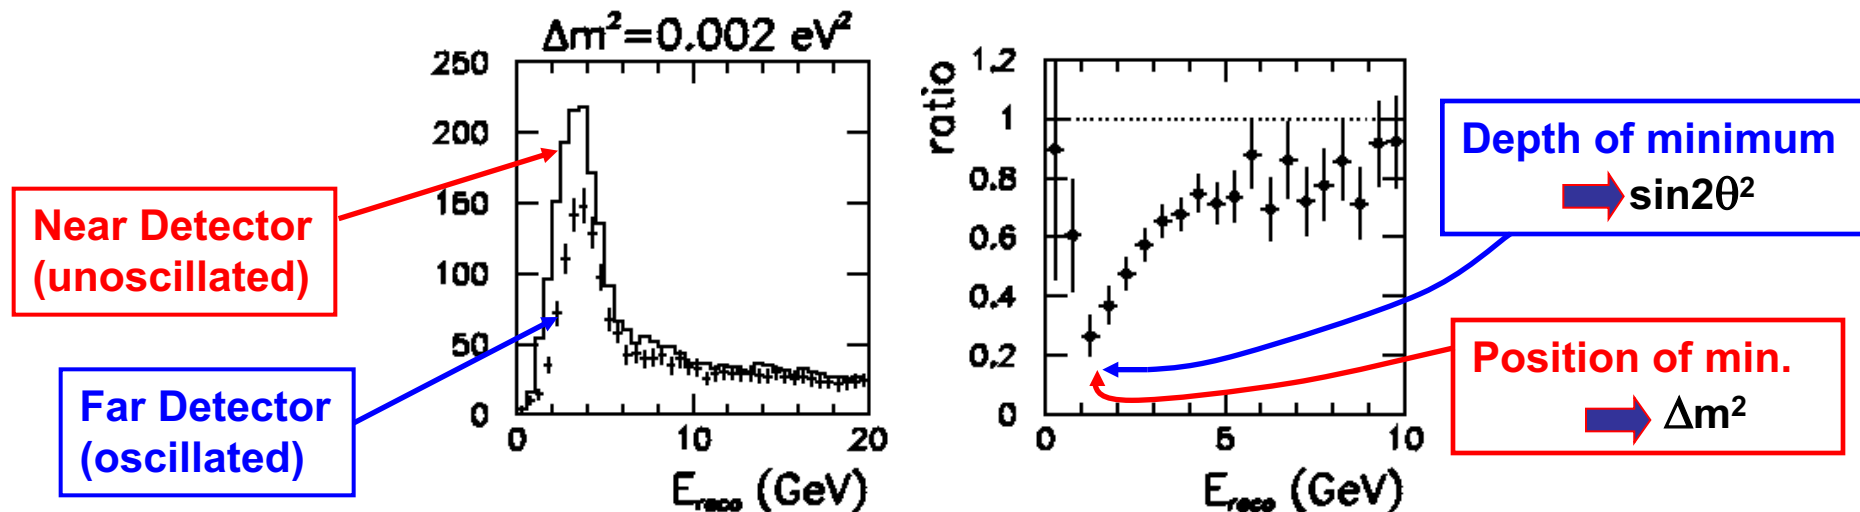 Δm²=0.002 eV²
250
200
150
100
50
0
0 10 20
E_reco (GeV)
Near Detector
(unoscillated)
Far Detector
(oscillated)
ratio
1.2
1
0.8
0.6
0.4
0.2
0
0 5 10
E_reco (GeV)
Depth of minimum
sin2θ²
Position of min.
Δm²